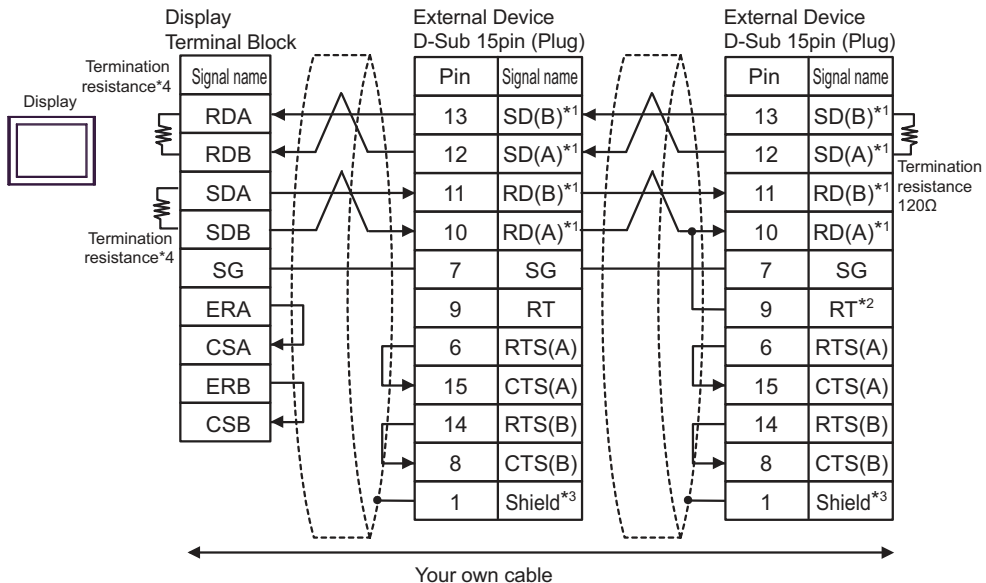 Display
Terminal Block
External Device
D-Sub 15pin (Plug)
External Device
D-Sub 15pin (Plug)
Termination
resistance*4
Display
Termination
resistance*4
Signal name
RDA
RDB
SDA
SDB
SG
ERA
CSA
ERB
CSB
Pin Signal name
13 SD(B)*1
12 SD(A)*1
11 RD(B)*1
10 RD(A)*1
7 SG
9 RT
6 RTS(A)
15 CTS(A)
14 RTS(B)
8 CTS(B)
1 Shield*3
Pin Signal name
13 SD(B)*1
12 SD(A)*1
11 RD(B)*1
10 RD(A)*1
7 SG
9 RT*2
6 RTS(A)
15 CTS(A)
14 RTS(B)
8 CTS(B)
1 Shield*3
Termination
resistance
120Ω
Your own cable